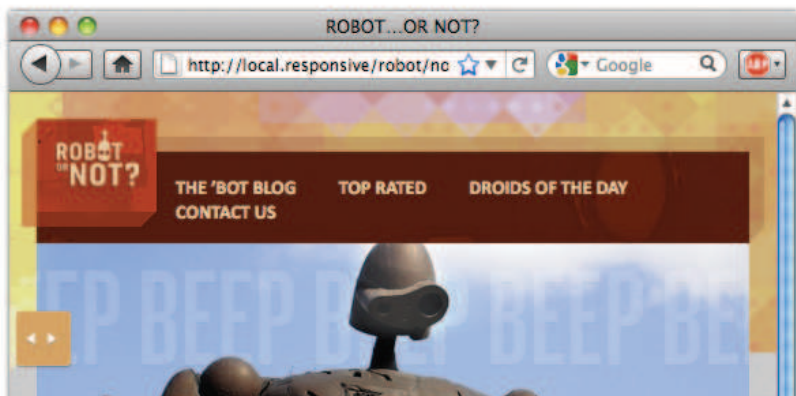 ROBOT...OR NOT?
http://local.responsive/robot/no
Google
ROBOT
OR NOT?
THE 'BOT BLOG TOP RATED DROIDS OF THE DAY
CONTACT US
BEEP BEEP BEEP BEEP BE